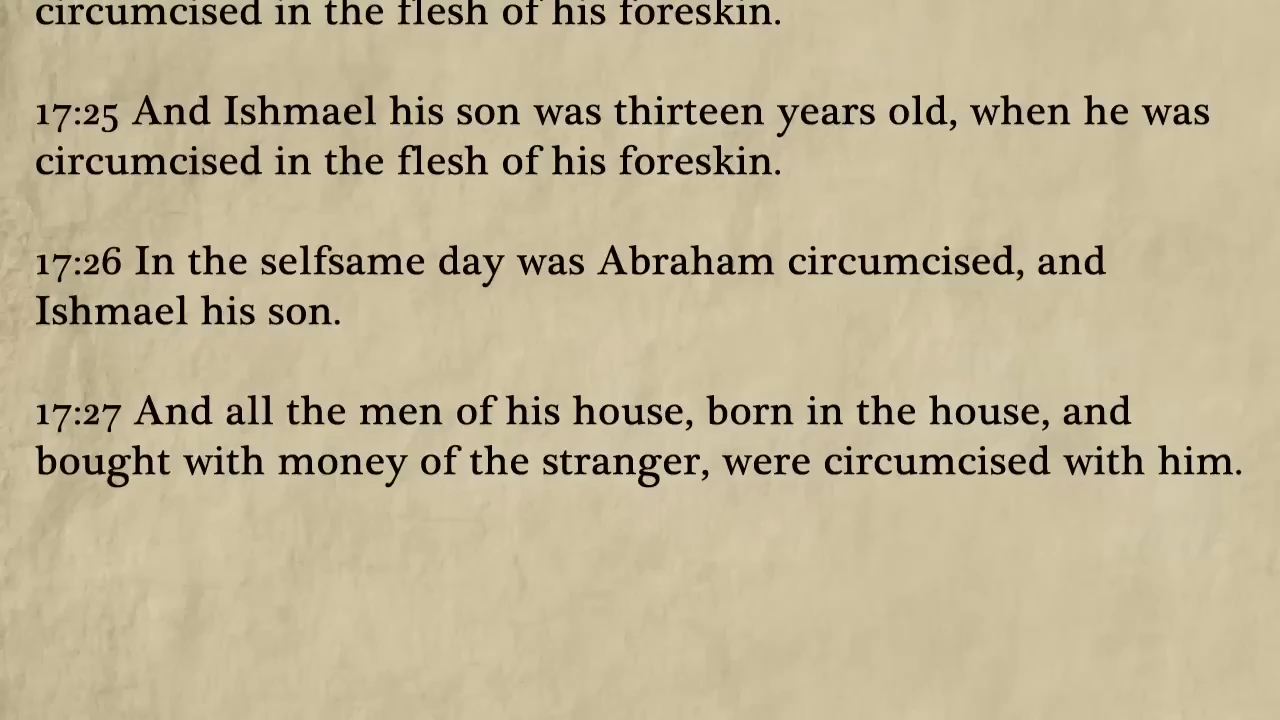 circumcised in the flesh of his foreskin.
17:25 And Ishmael his son was thirteen years old, when he was
circumcised in the flesh of his foreskin.
17:26 In the selfsame day was Abraham circumcised, and
Ishmael his son.
17:27 And all the men of his house, born in the house, and
bought with money of the stranger, were circumcised with him.